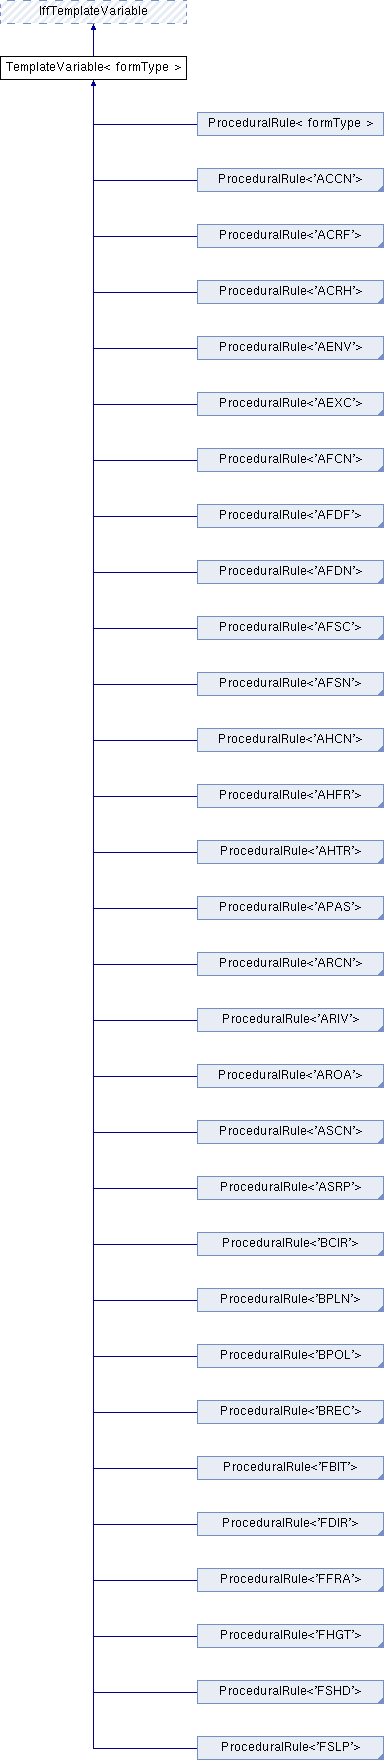 IffTemplateVariable
TemplateVariable< formType >
ProceduralRule< formType >
ProceduralRule<'ACCN'>
ProceduralRule<'ACRF'>
ProceduralRule<'ACRH'>
ProceduralRule<'AENV'>
ProceduralRule<'AEXC'>
ProceduralRule<'AFCN'>
ProceduralRule<'AFDF'>
ProceduralRule<'AFDN'>
ProceduralRule<'AFSC'>
ProceduralRule<'AFSN'>
ProceduralRule<'AHCN'>
ProceduralRule<'AHFR'>
ProceduralRule<'AHTR'>
ProceduralRule<'APAS'>
ProceduralRule<'ARCN'>
ProceduralRule<'ARIV'>
ProceduralRule<'AROA'>
ProceduralRule<'ASCN'>
ProceduralRule<'ASRP'>
ProceduralRule<'BCIR'>
ProceduralRule<'BPLN'>
ProceduralRule<'BPOL'>
ProceduralRule<'BREC'>
ProceduralRule<'FBIT'>
ProceduralRule<'FDIR'>
ProceduralRule<'FFRA'>
ProceduralRule<'FHGT'>
ProceduralRule<'FSHD'>
ProceduralRule<'FSLP'>